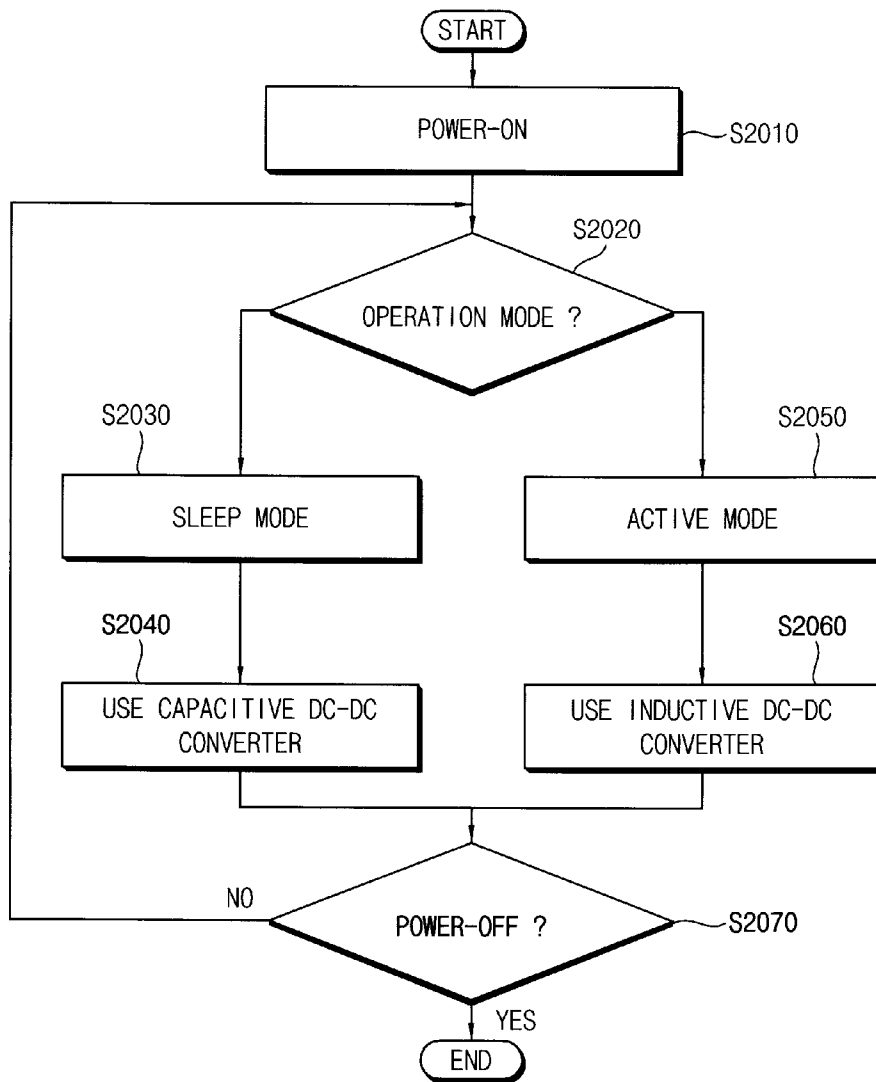 START
POWER-ON
S2010
S2020
OPERATION MODE ?
S2030
S2050
SLEEP MODE
ACTIVE MODE
S2040
S2060
USE CAPACITIVE DC-DC
CONVERTER
USE INDUCTIVE DC-DC
CONVERTER
NO
POWER-OFF ?
S2070
YES
END